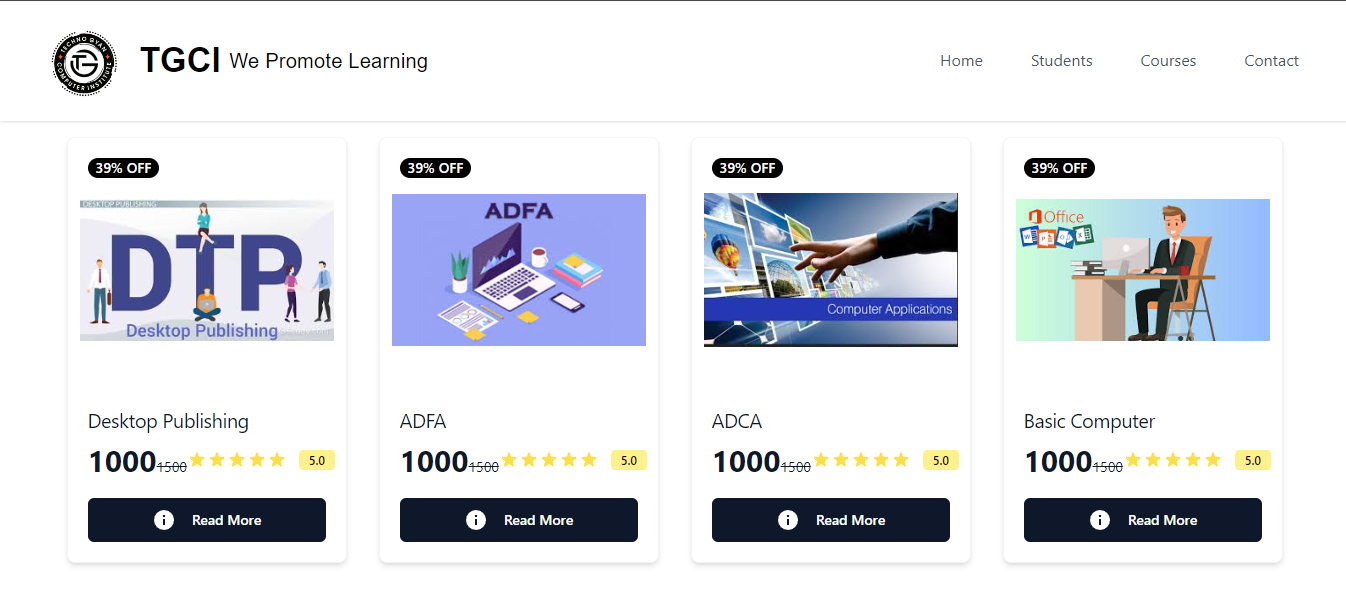 TECHNO GYAN
COMPUTER INSTITUTE
TGCI We Promote Learning
Home Students Courses Contact
39% OFF
DESKTOP PUBLISHING
DTP
Desktop Publishing
Desktop Publishing
1000 1500 5.0
Read More
39% OFF
ADFA
ADFA
1000 1500 5.0
Read More
39% OFF
Computer Applications
ADCA
1000 1500 5.0
Read More
39% OFF
Office
Basic Computer
1000 1500 5.0
Read More